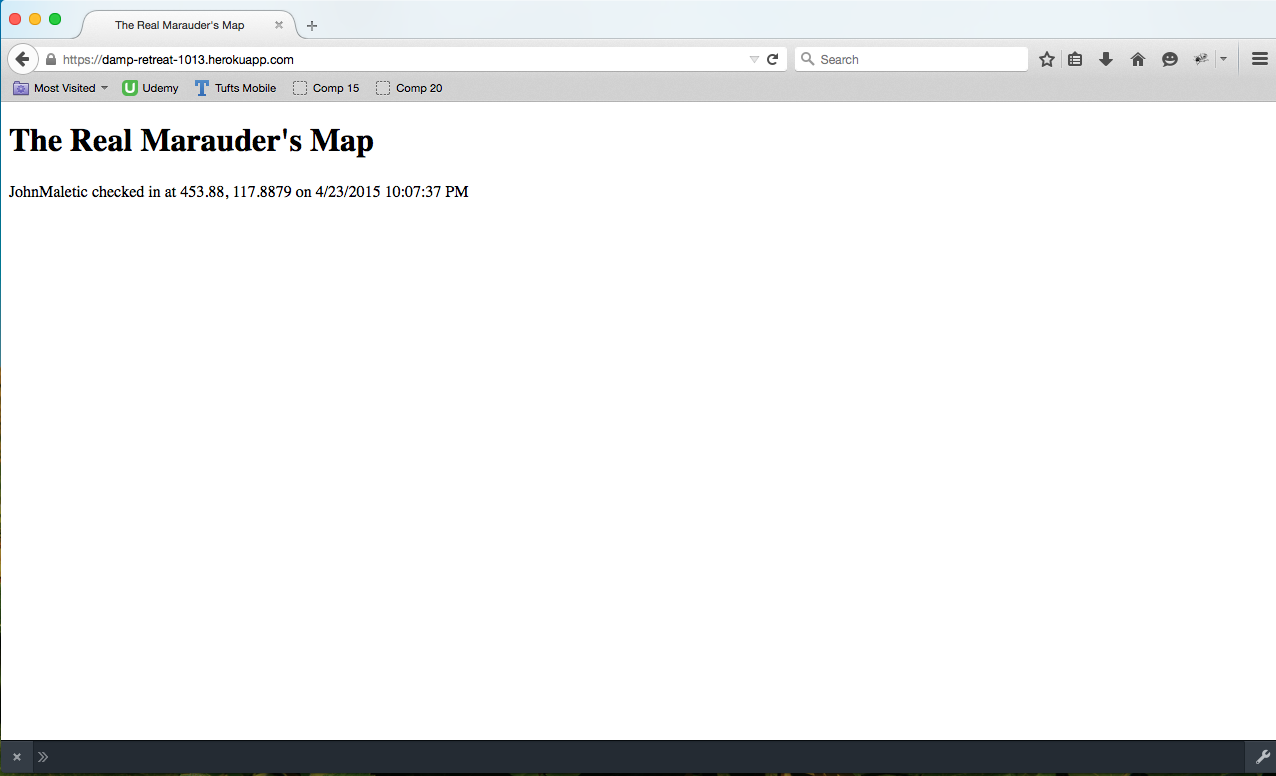 The Real Marauder's Map
https://damp-retreat-1013.herokuapp.com
Search
Most Visited
U Udemy
T Tufts Mobile
Comp 15
Comp 20
The Real Marauder's Map
JohnMaletic checked in at 453.88, 117.8879 on 4/23/2015 10:07:37 PM